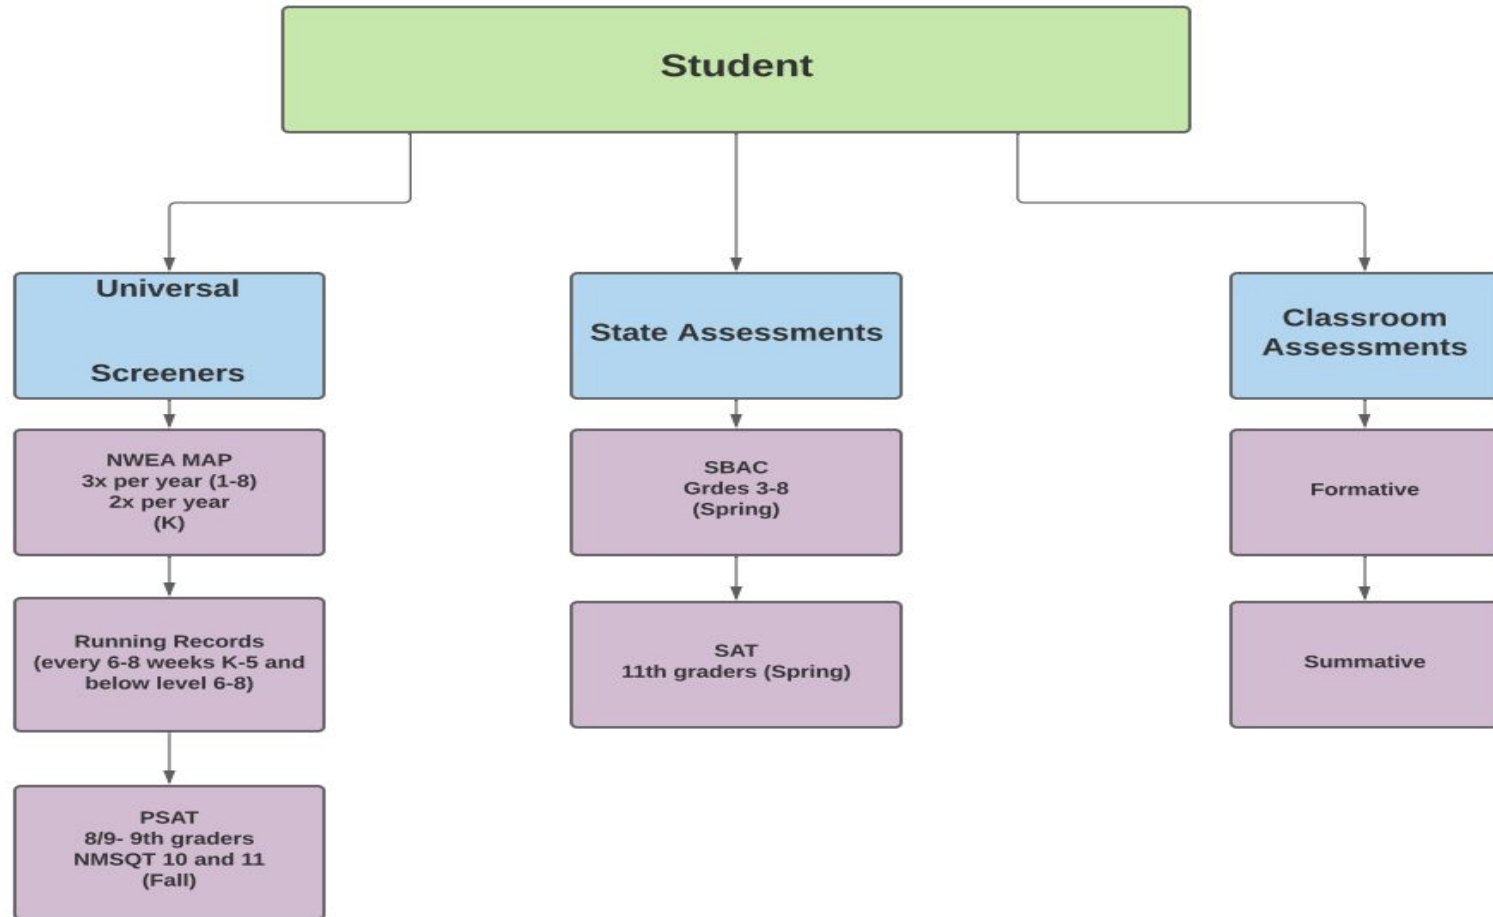 Student
Universal
Screeners
NWEA MAP
3x per year (1-8)
2x per year
(K)
Running Records
(every 6-8 weeks K-5 and
below level 6-8)
PSAT
8/9- 9th graders
NMSQT 10 and 11
(Fall)
State Assessments
SBAC
Grdes 3-8
(Spring)
SAT
11th graders (Spring)
Classroom
Assessments
Formative
Summative